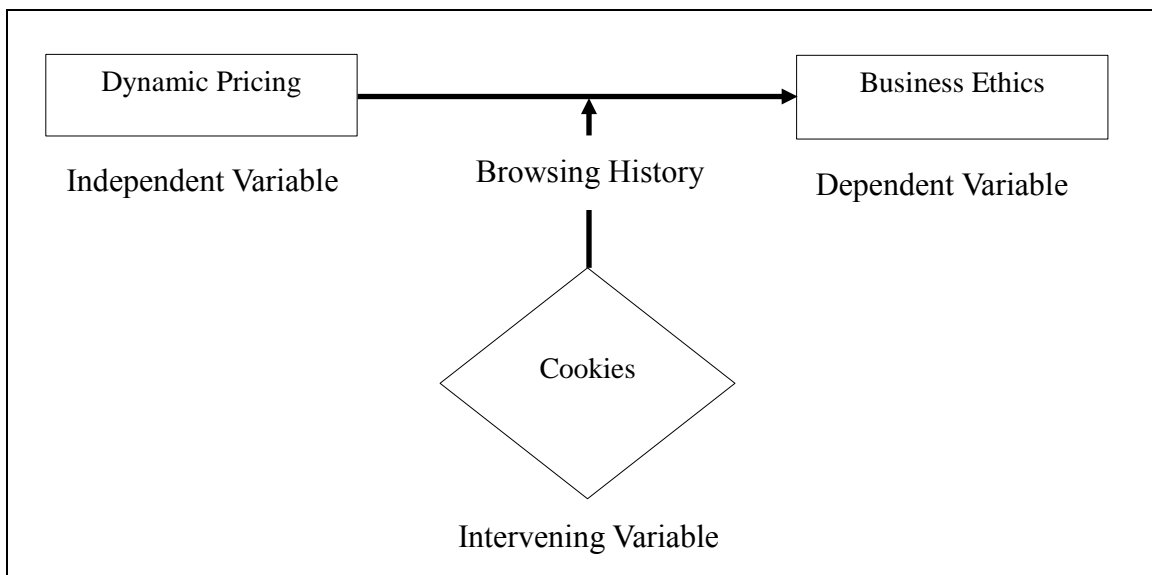 Dynamic Pricing
Business Ethics
Independent Variable
Browsing History
Dependent Variable
Cookies
Intervening Variable